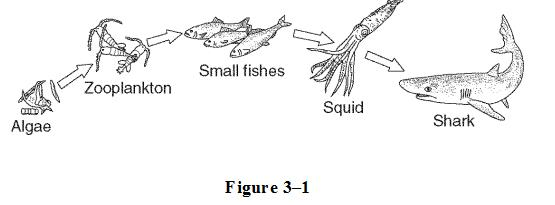 Algae
Zooplankton
Small fishes
Squid
Shark
Figure 3–1